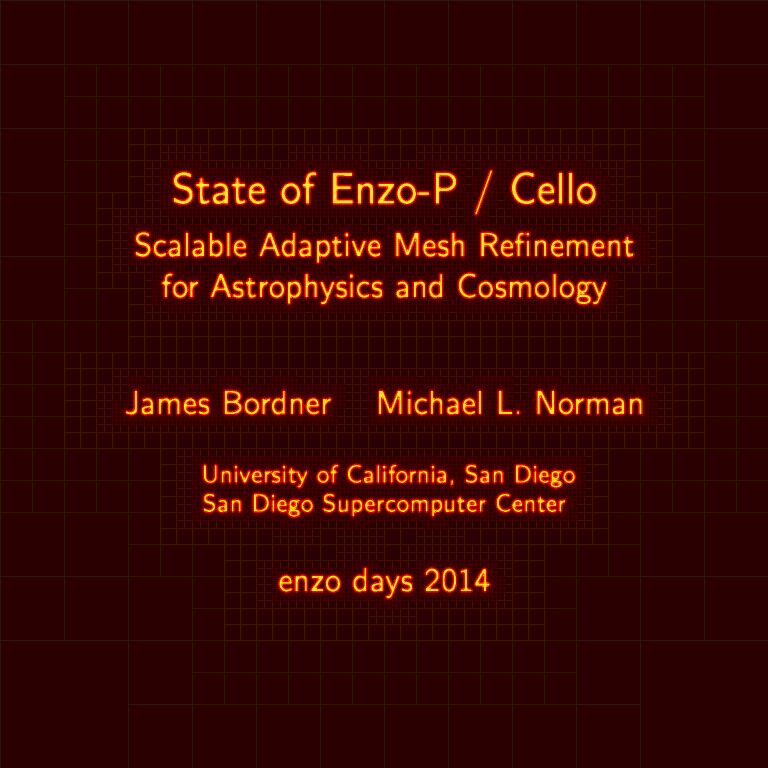 State of Enzo-P / Cello
Scalable Adaptive Mesh Refinement
for Astrophysics and Cosmology
James Bordner Michael L. Norman
University of California, San Diego
San Diego Supercomputer Center
enzo days 2014